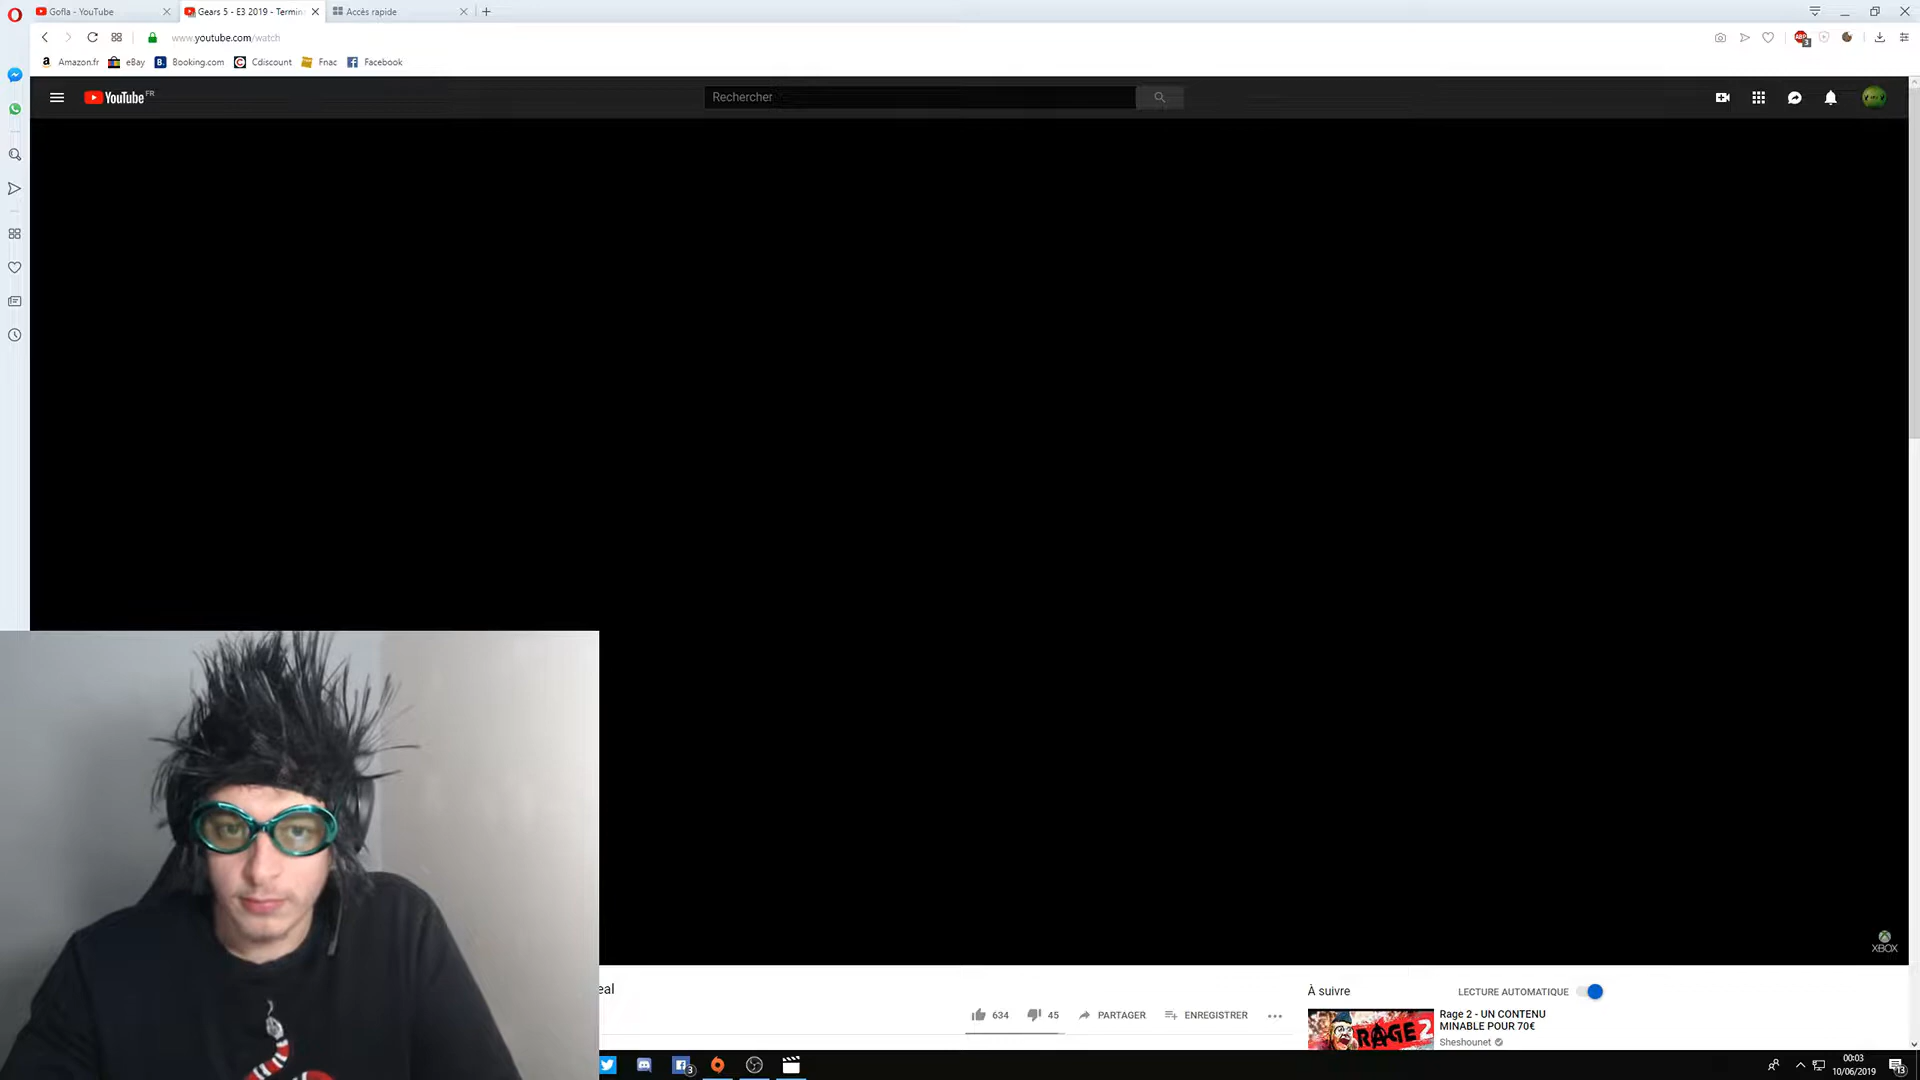 Gofla - YouTube
Gears 5 - E3 2019 - Termin
Accès rapide
www.youtube.com/watch
Amazon.fr
eBay
Booking.com
Cdiscount
Fnac
Facebook
YouTube FR
Rechercher
XBOX
eal
634
45
PARTAGER
ENREGISTRER
À suivre
LECTURE AUTOMATIQUE
RAGE 2
Rage 2 - UN CONTENU
MINABLE POUR 70€
Sheshounet
00:03
10/06/2019